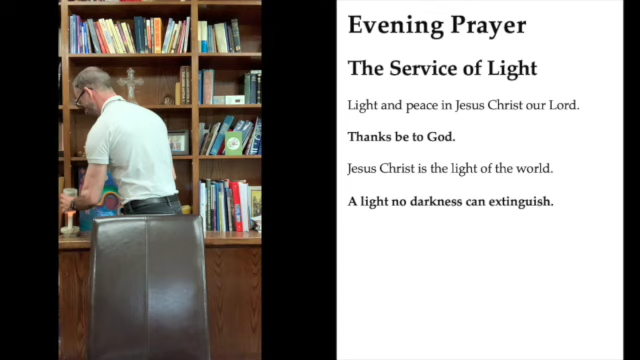 Evening Prayer
The Service of Light
Light and peace in Jesus Christ our Lord.
Thanks be to God.
Jesus Christ is the light of the world.
A light no darkness can extinguish.